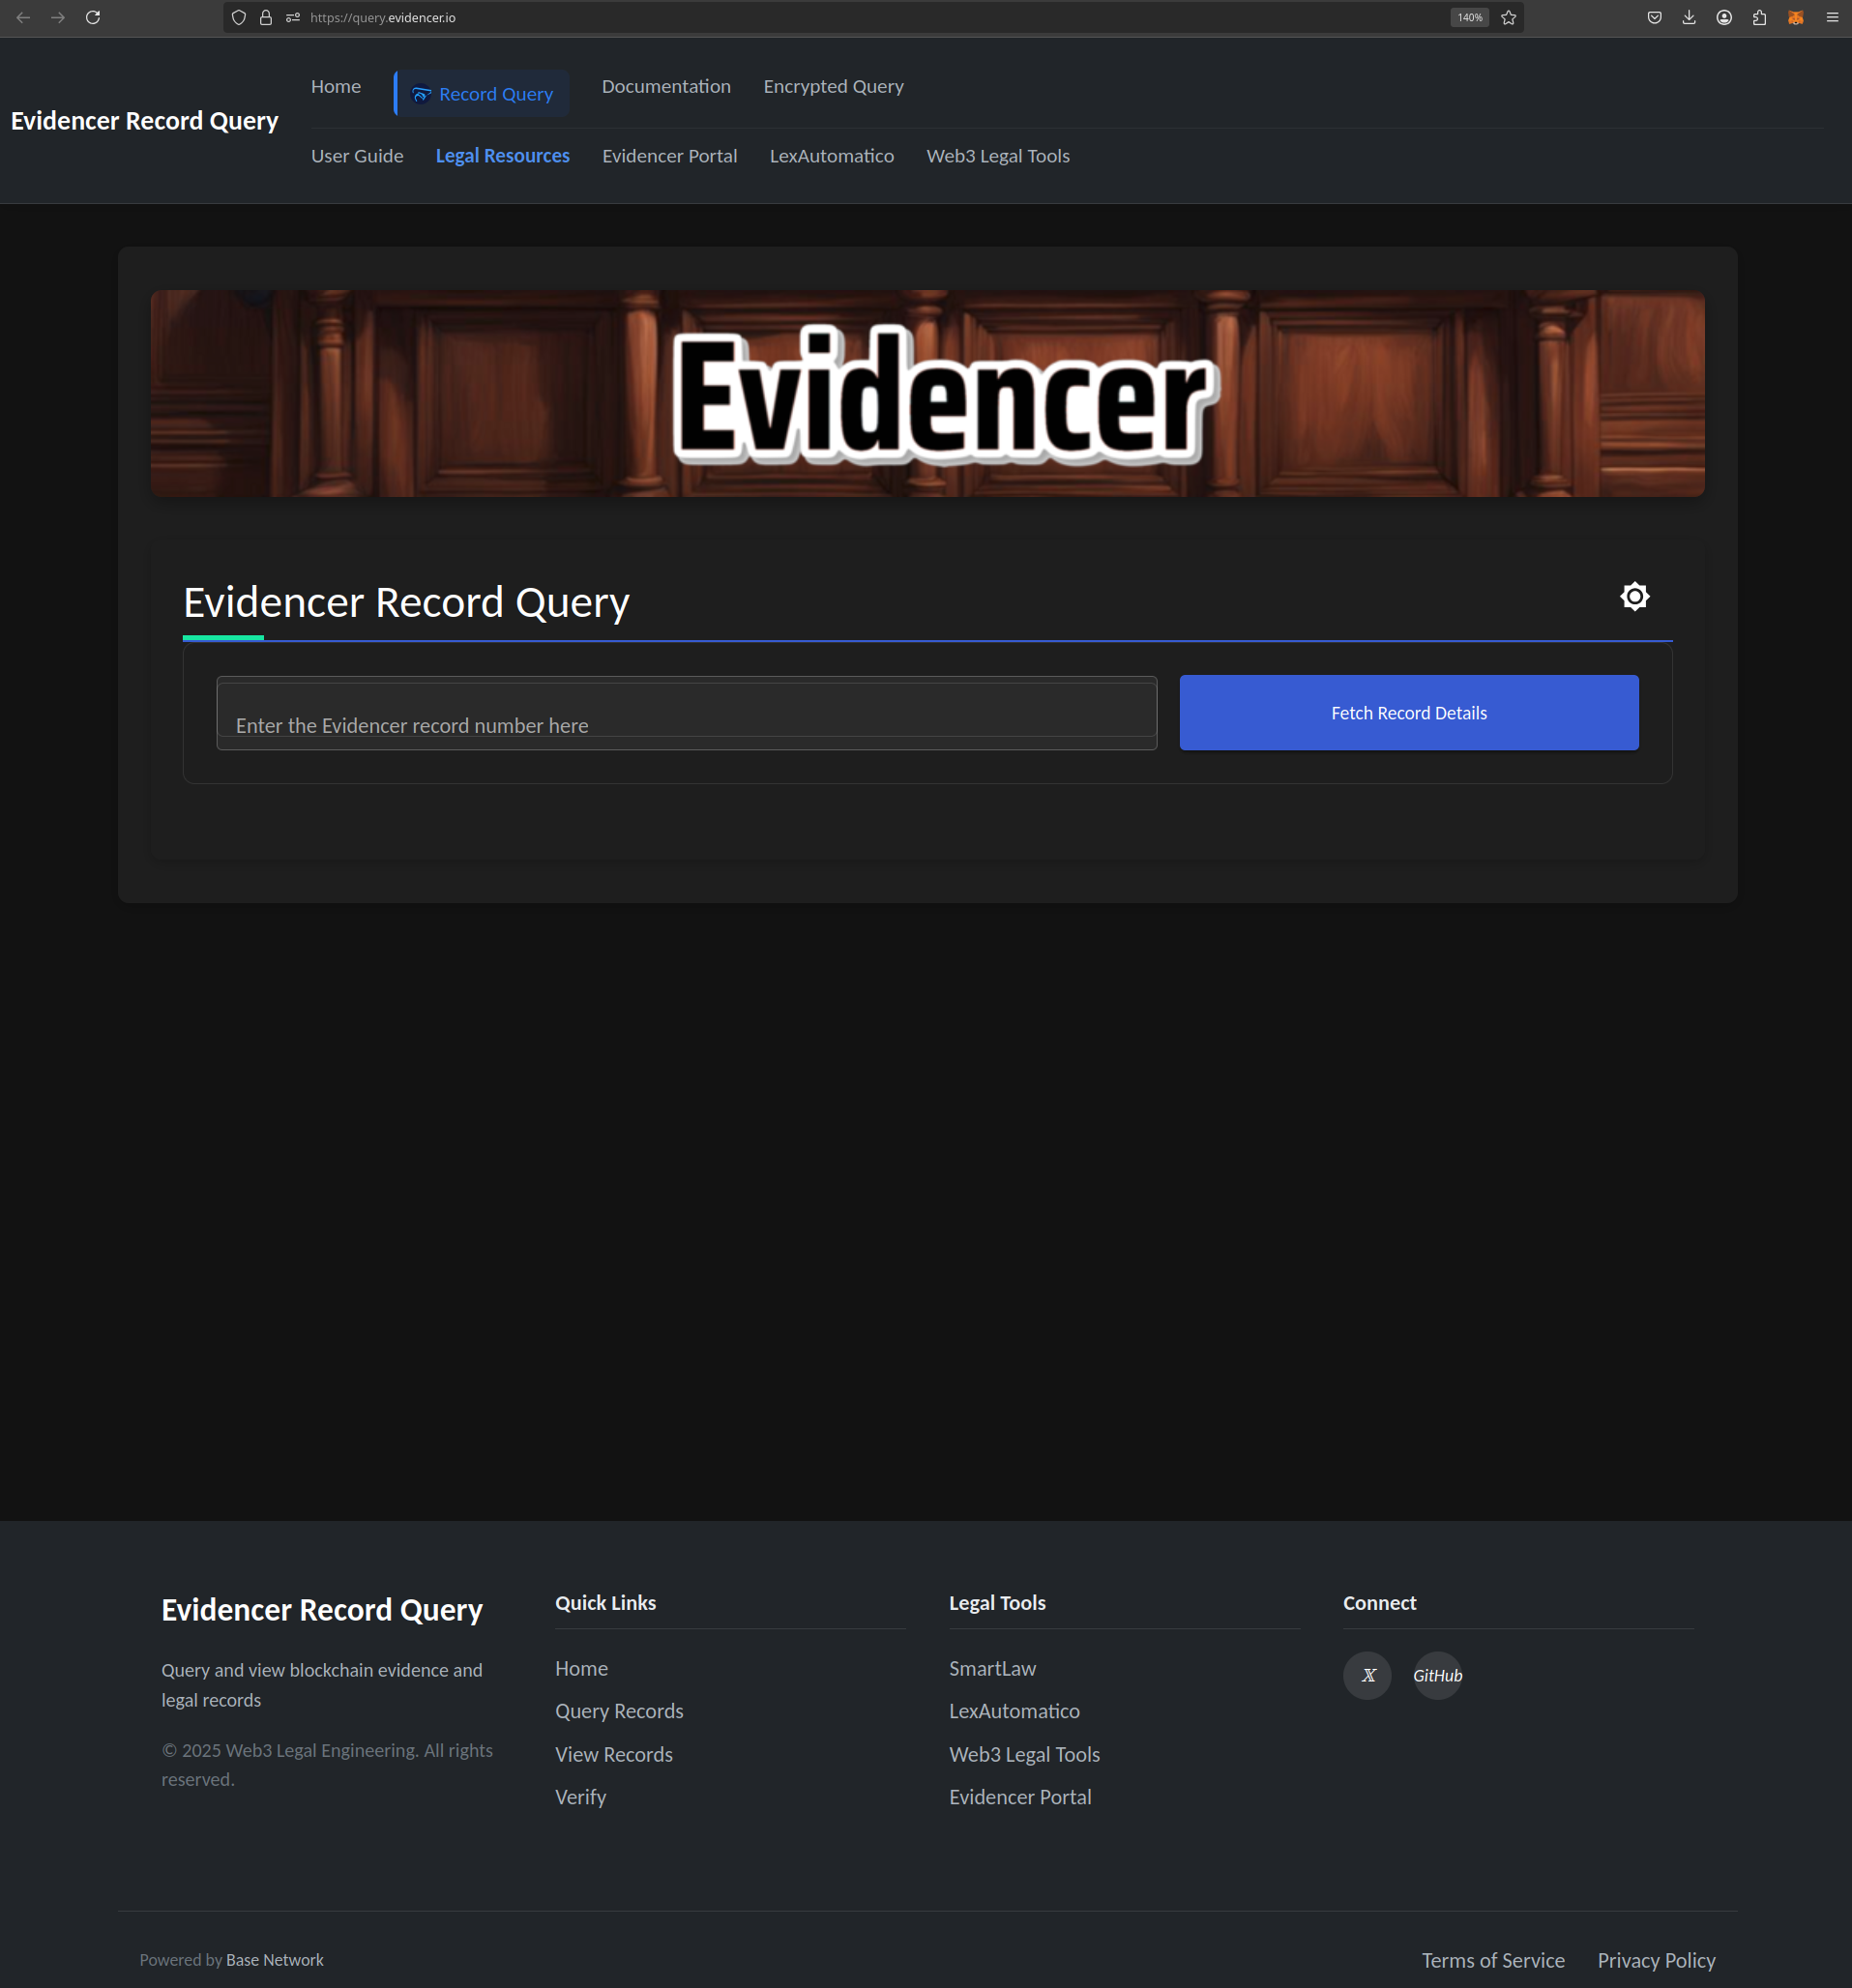 https://query.evidencer.io
140%
Evidencer Record Query
Home
Record Query
Documentation
Encrypted Query
User Guide
Legal Resources
Evidencer Portal
LexAutomatico
Web3 Legal Tools
Evidencer
Evidencer Record Query
Enter the Evidencer record number here
Fetch Record Details
Evidencer Record Query
Query and view blockchain evidence and
legal records
© 2025 Web3 Legal Engineering. All rights
reserved.
Quick Links
Home
Query Records
View Records
Verify
Legal Tools
SmartLaw
LexAutomatico
Web3 Legal Tools
Evidencer Portal
Connect
𝕏
GitHub
Powered by Base Network
Terms of Service
Privacy Policy